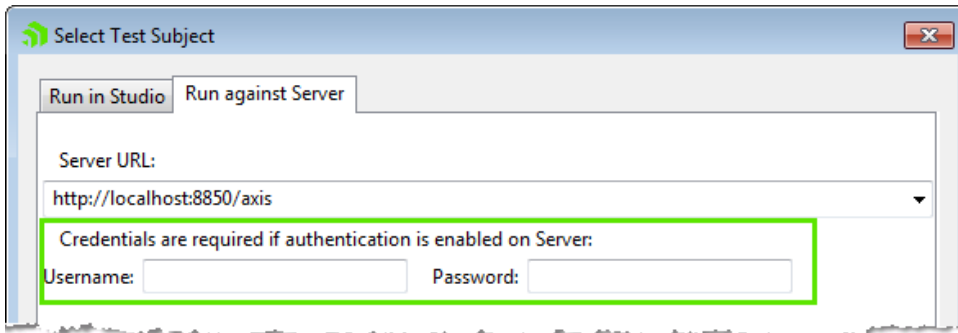 Select Test Subject
Run in Studio Run against Server
Server URL:
http://localhost:8850/axis
Credentials are required if authentication is enabled on Server:
Username: Password: